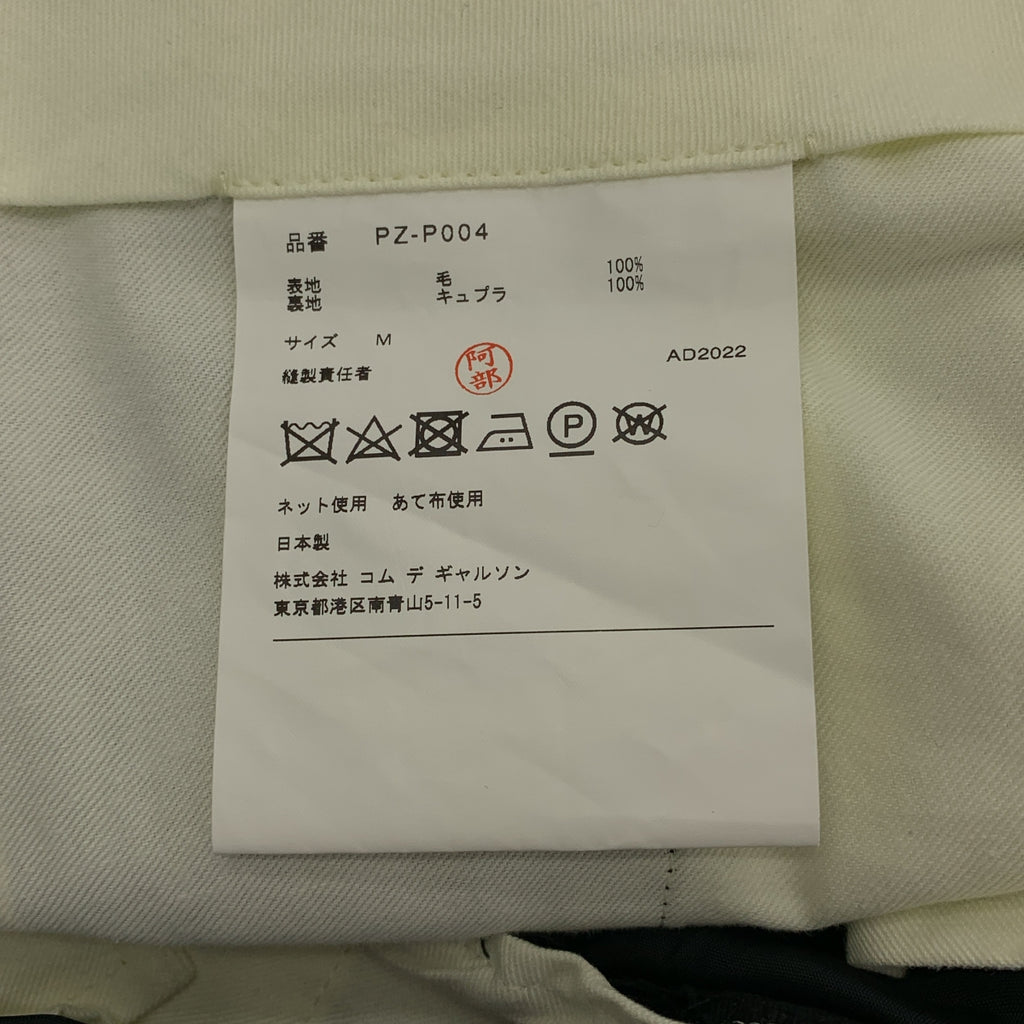 品番 PZ-P004
表地 毛 100%
裏地 キュプラ 100%
サイズ M
AD2022
縫製責任者 阿部
P W
ネット使用 あて布使用
日本製
株式会社 コム デ ギャルソン
東京都港区南青山5-11-5